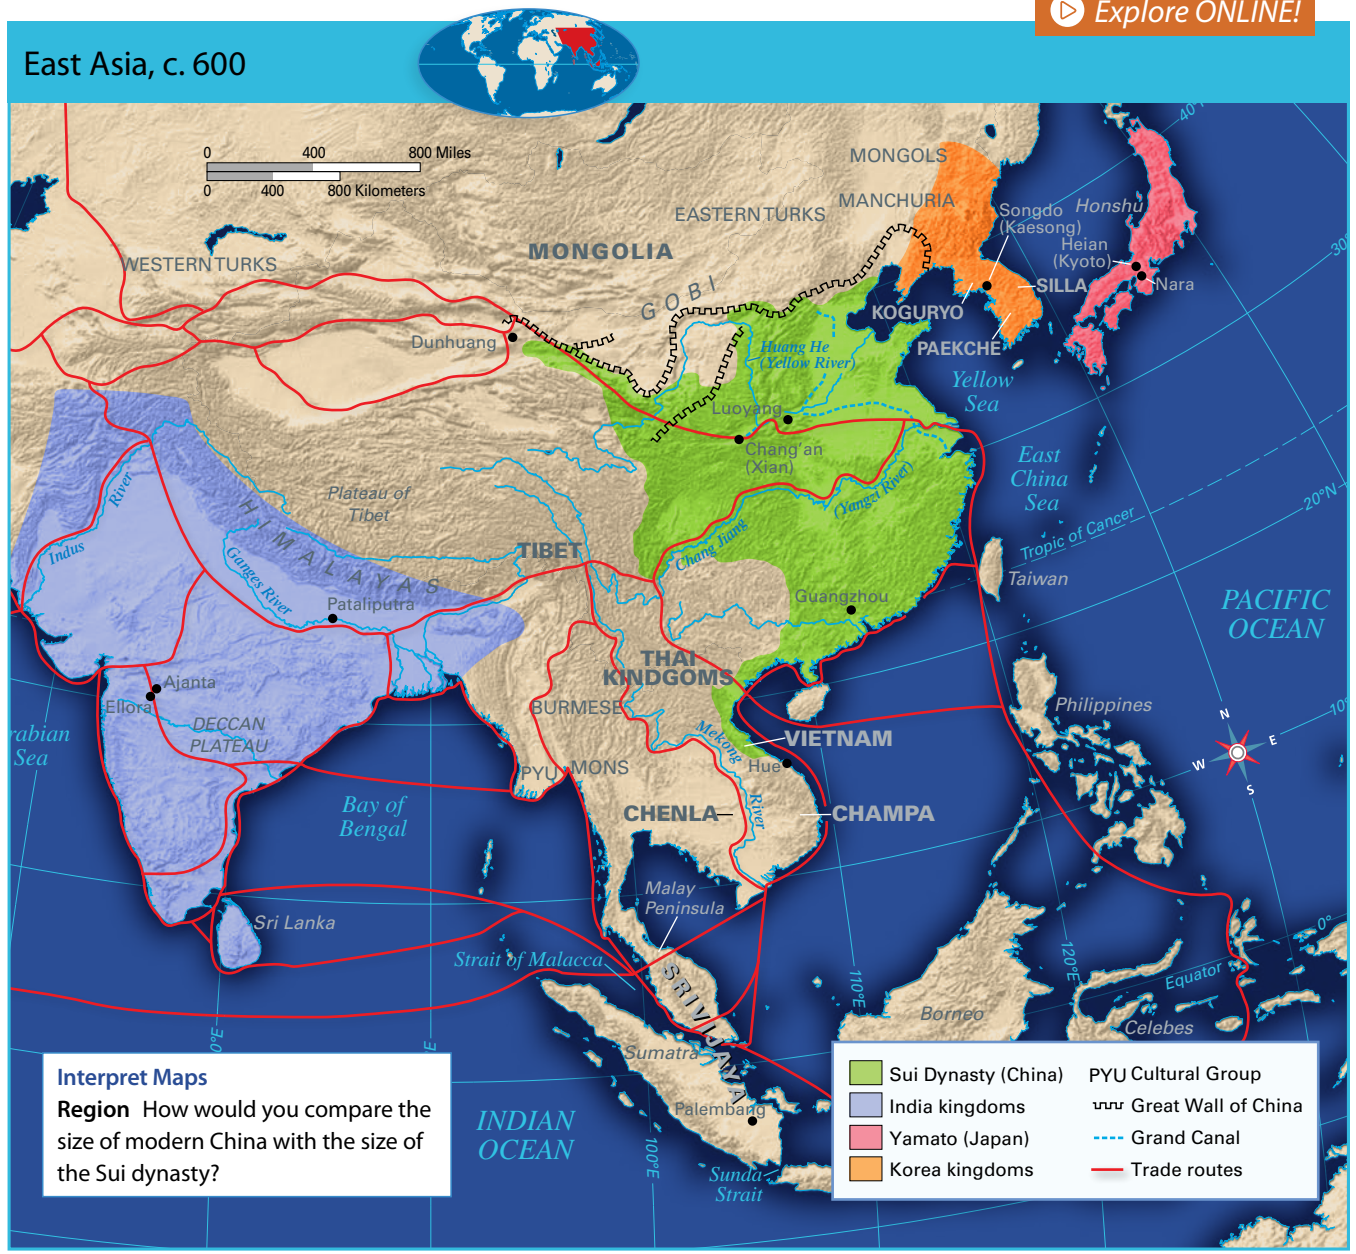 Explore ONLINE!
East Asia, c. 600
0 400 800 Miles
0 400 800 Kilometers
40°
MONGOLS
MANCHURIA
EASTERN TURKS
Songdo
(Kaesong)
Honshu
Heian
(Kyoto)
Nara
30°
MONGOLIA
WESTERN TURKS
GOBI
SILLA
KOGURYO
PAEKCHE
Dunhuang
Huang He
(Yellow River)
Yellow
Sea
Luoyang
Chang'an
(Xian)
East
China
Sea
20°N
Indus
River
Plateau of
Tibet
HIMALAYAS
(Yangzi River)
Chang Jiang
Tropic of Cancer
TIBET
Ganges River
Taiwan
Pataliputra
Guangzhou
PACIFIC
OCEAN
THAI
KINDGOMS
Ajanta
Ellora
BURMESE
Philippines
10°
DECCAN
PLATEAU
rabian
Sea
Mekong
River
VIETNAM
Hue
N
E
W
S
PYU
MONS
Bay of
Bengal
CHENLA
CHAMPA
Malay
Peninsula
Sri Lanka
Strait of Malacca
SRIVIJAYA
0°
120°E
110°E
Equator
Borneo
Celebes
0°E
E
Sumatra
Palembang
INDIAN
OCEAN
100°E
Sunda
Strait
Interpret Maps
Region How would you compare the
size of modern China with the size of
the Sui dynasty?
Sui Dynasty (China)
India kingdoms
Yamato (Japan)
Korea kingdoms
PYU Cultural Group
Great Wall of China
Grand Canal
Trade routes